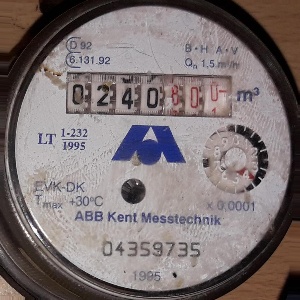 D 92
6.131.92
B·H A·V
Qn 1,5 m³/h
0240
m³
LT 1-232
1995
EVK-DK
Tmax +30°C
x 0,0001
ABB Kent Messtechnik
04359735
1995